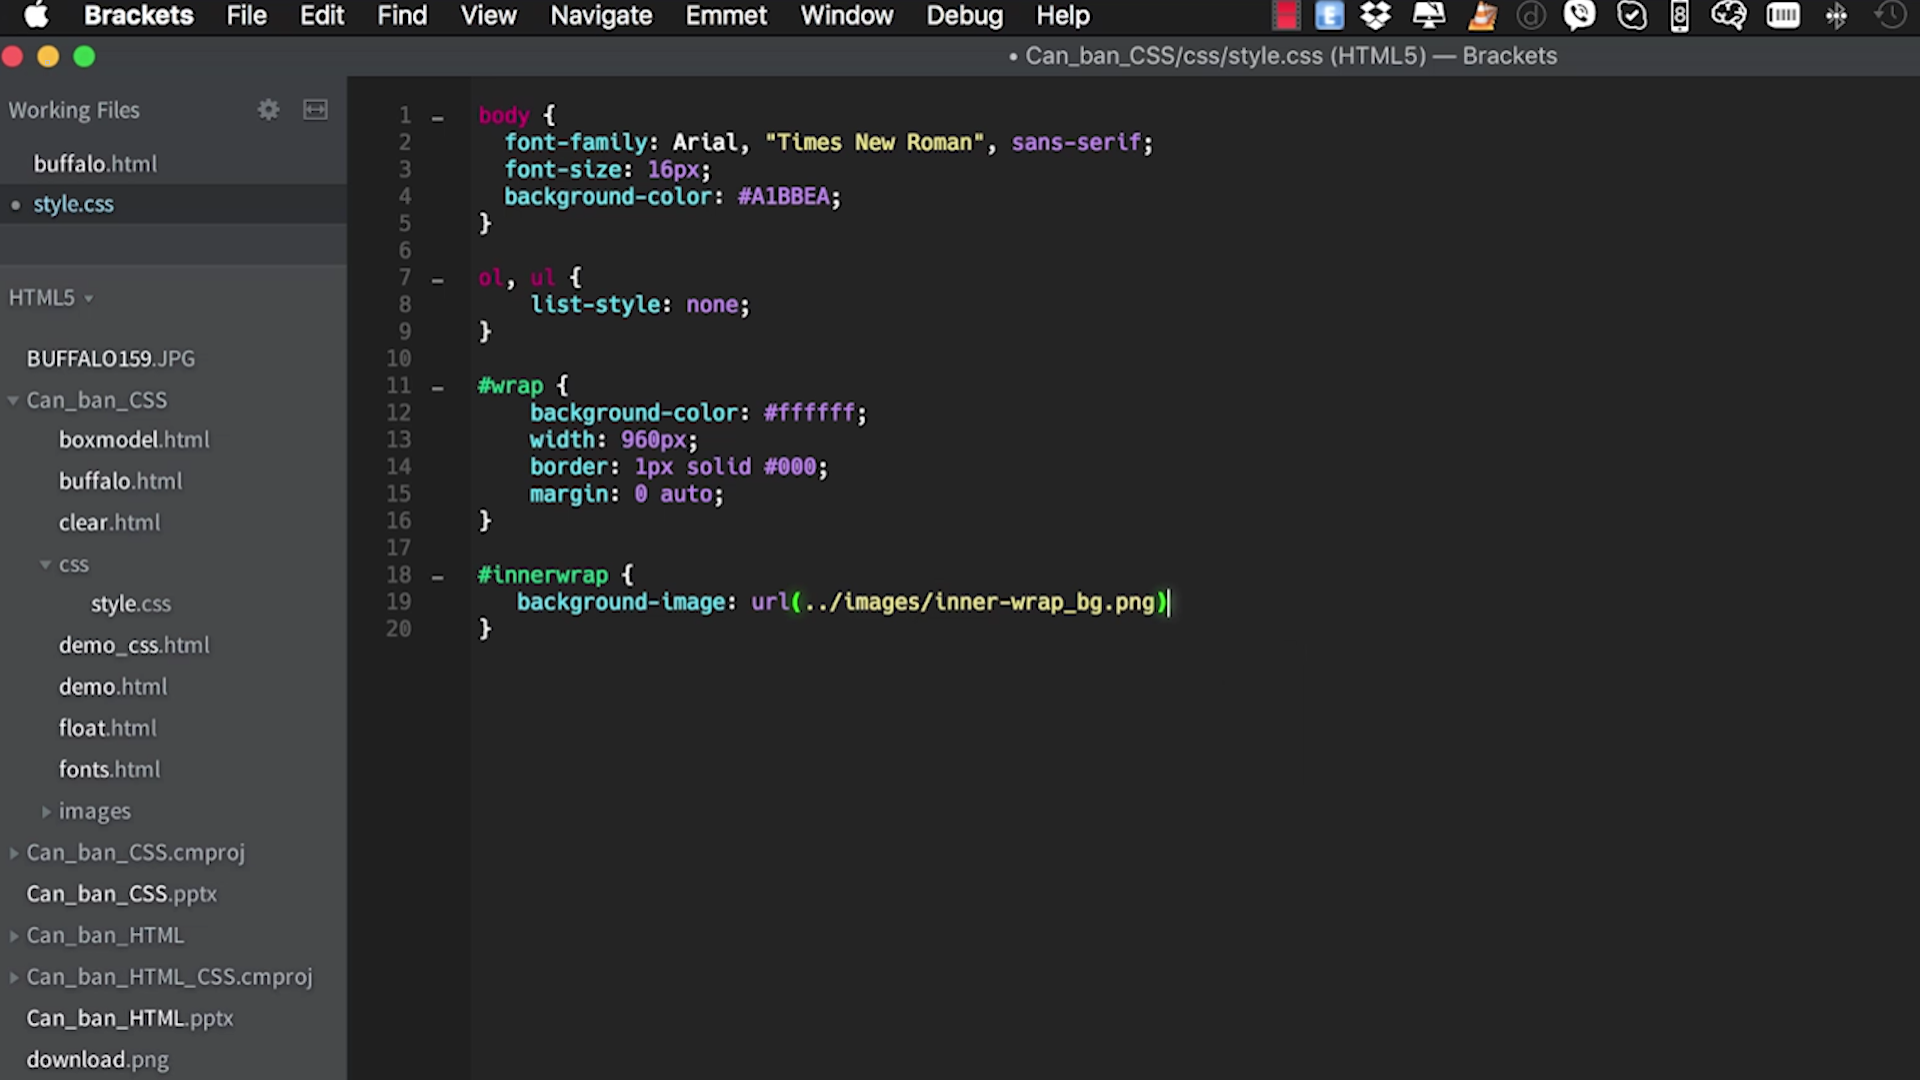 Brackets File Edit Find View Navigate Emmet Window Debug Help
• Can_ban_CSS/css/style.css (HTML5) — Brackets
Working Files
buffalo.html
• style.css
HTML5
BUFFALO159.JPG
Can_ban_CSS
boxmodel.html
buffalo.html
clear.html
css
style.css
demo_css.html
demo.html
float.html
fonts.html
images
Can_ban_CSS.cmproj
Can_ban_CSS.pptx
Can_ban_HTML
Can_ban_HTML_CSS.cmproj
Can_ban_HTML.pptx
download.png
1 body {
2 font-family: Arial, "Times New Roman", sans-serif;
3 font-size: 16px;
4 background-color: #A1BBEA;
5 }
6
7 ol, ul {
8 list-style: none;
9 }
10
11 #wrap {
12 background-color: #ffffff;
13 width: 960px;
14 border: 1px solid #000;
15 margin: 0 auto;
16 }
17
18 #innerwrap {
19 background-image: url(../images/inner-wrap_bg.png)
20 }